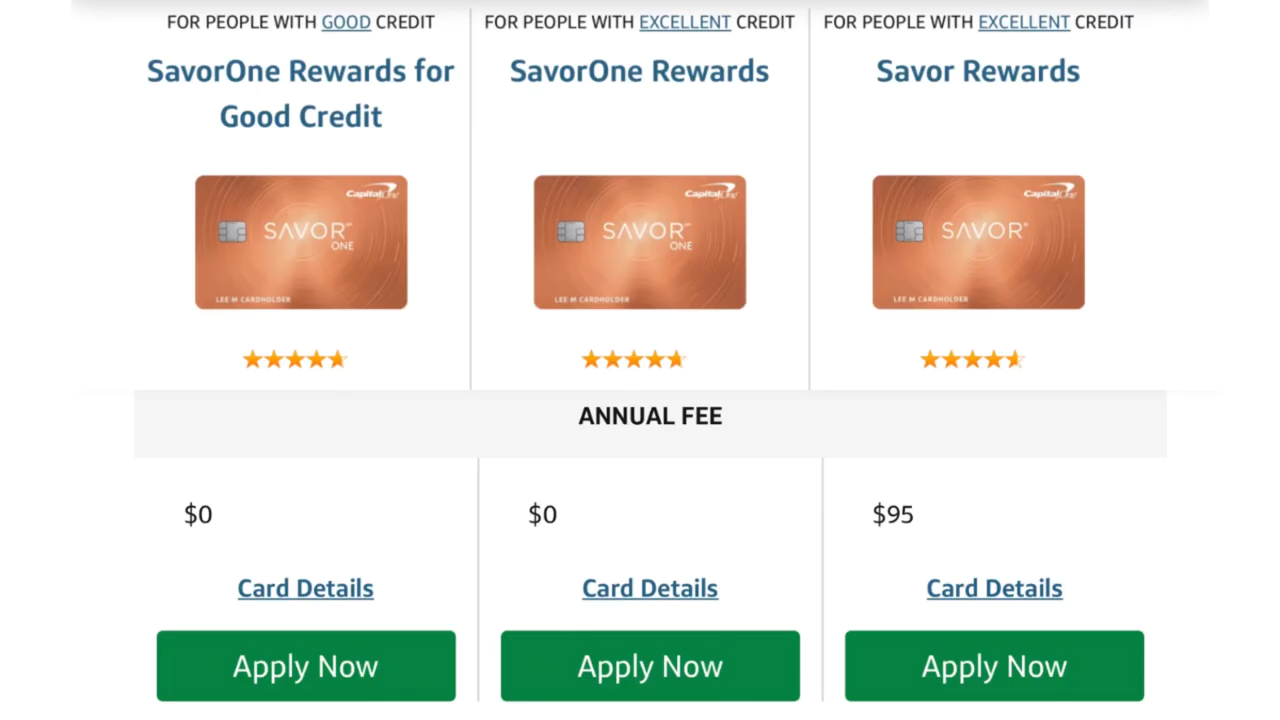 FOR PEOPLE WITH GOOD CREDIT
FOR PEOPLE WITH EXCELLENT CREDIT
FOR PEOPLE WITH EXCELLENT CREDIT
SavorOne Rewards for
Good Credit
SavorOne Rewards
Savor Rewards
Capital One
SAVOR
ONE
LEE M CARDHOLDER
Capital One
SAVOR
ONE
LEE M CARDHOLDER
Capital One
SAVOR
LEE M CARDHOLDER
ANNUAL FEE
$0
$0
$95
Card Details
Card Details
Card Details
Apply Now
Apply Now
Apply Now